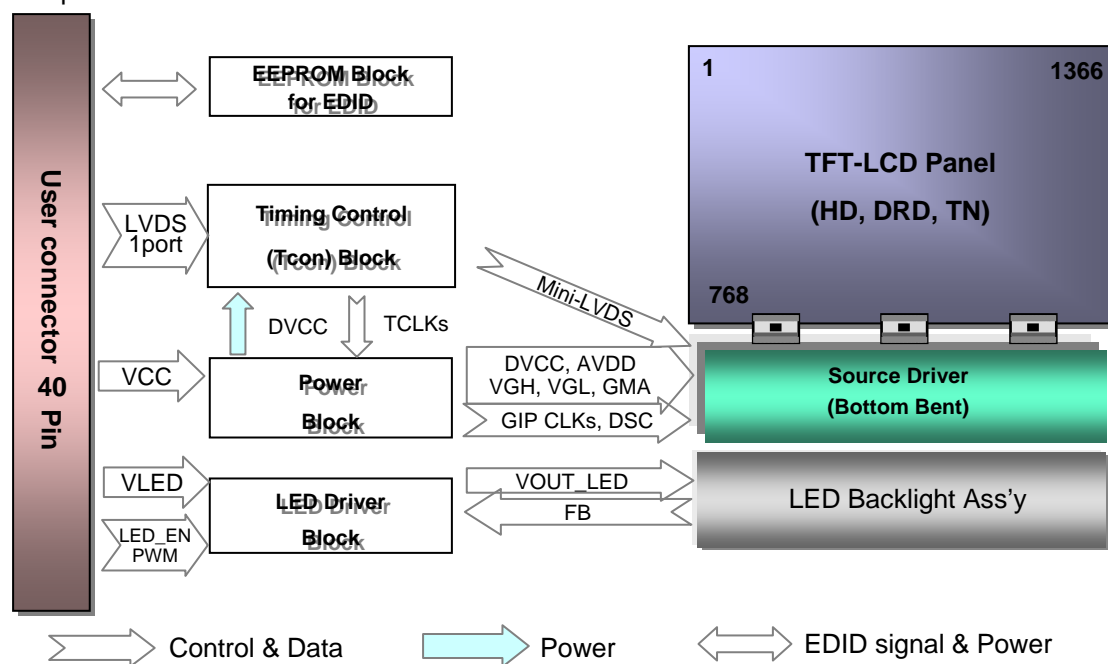 User connector 40 Pin
EEPROM Block
for EDID
LVDS
1port
Timing Control
(Tcon) Block
DVCC
TCLKs
VCC
Power
Block
VLED
LED_EN
PWM
LED Driver
Block
Mini-LVDS
DVCC, AVDD
VGH, VGL, GMA
GIP CLKs, DSC
VOUT_LED
FB
1
1366
TFT-LCD Panel
(HD, DRD, TN)
768
Source Driver
(Bottom Bent)
LED Backlight Ass'y
Control & Data
Power
EDID signal & Power